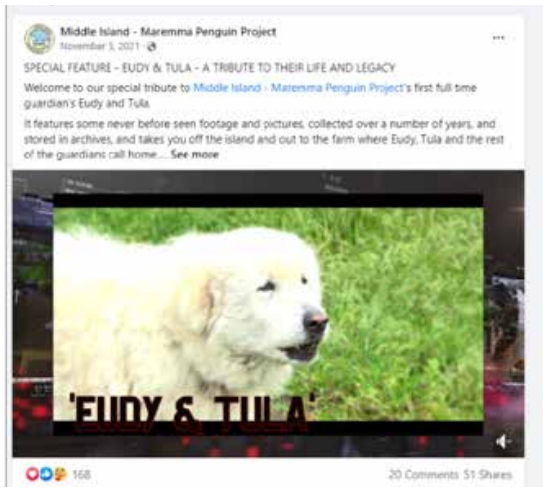 Middle Island - Maremma Penguin Project
November 3, 2021 ·
SPECIAL FEATURE - EUDY & TULA - A TRIBUTE TO THEIR LIFE AND LEGACY
Welcome to our special tribute to Middle Island - Maremma Penguin Project's first full time
guardian's Eudy and Tula.
It features some never before seen footage and pictures, collected over a number of years, and
stored in archives, and takes you off the island and out to the farm where Eudy, Tula and the rest
of the guardians call home.... See more
'EUDY & TULA'
168
20 Comments 51 Shares